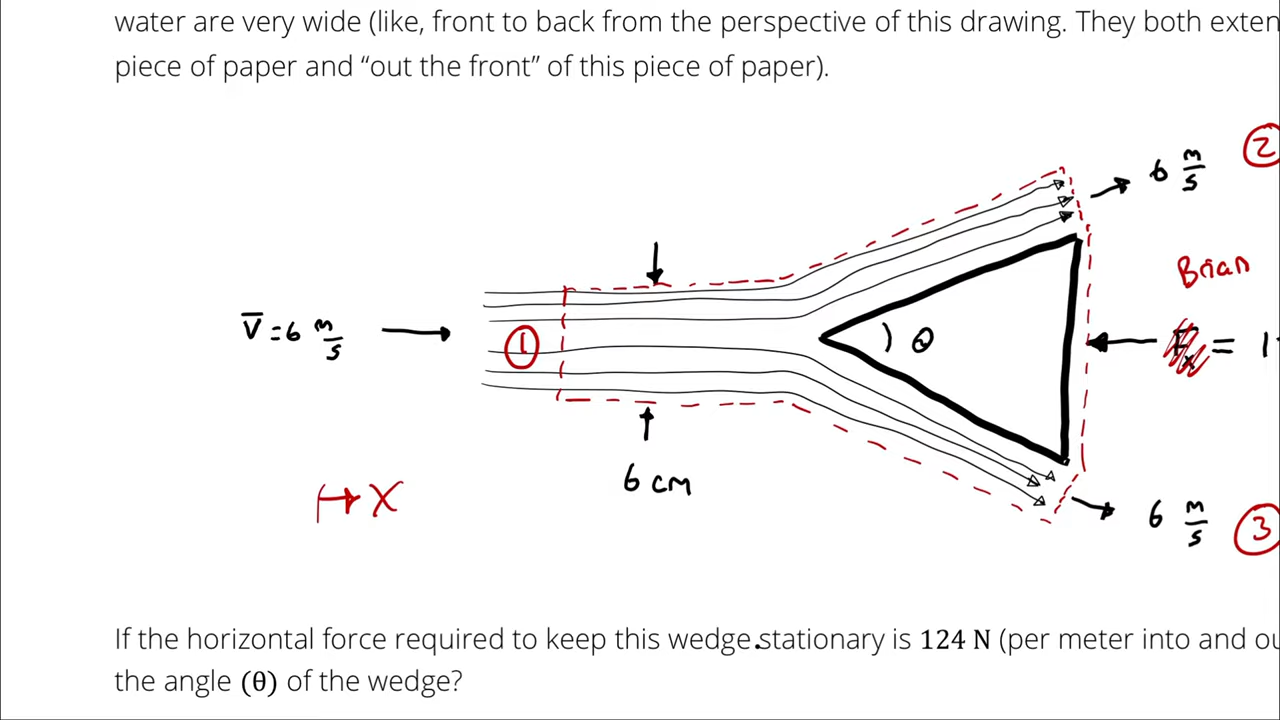 water are very wide (like, front to back from the perspective of this drawing. They both exten
piece of paper and “out the front” of this piece of paper).
2
6 m/s
Brian
V̅ = 6 m/s
1
θ
= 1
6 cm
X
6 m/s
3
If the horizontal force required to keep this wedge stationary is 124 N (per meter into and ou
the angle (θ) of the wedge?